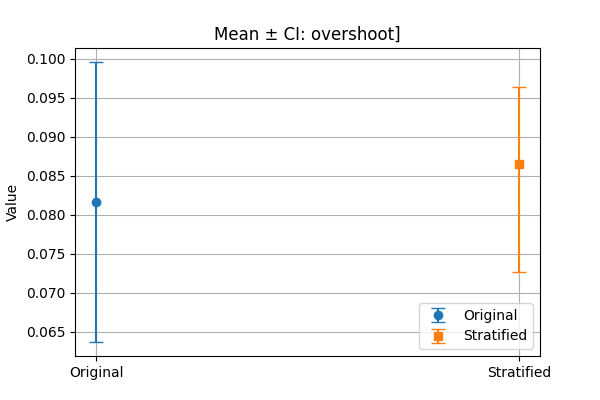 Mean ± CI: overshoot]
Value
0.100
0.095
0.090
0.085
0.080
0.075
0.070
0.065
Original
Stratified
Original
Stratified